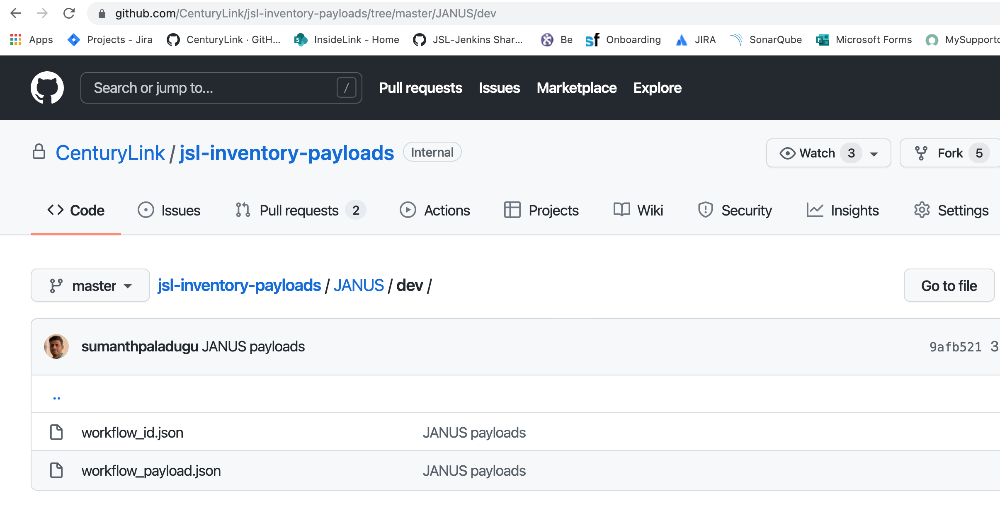 github.com/CenturyLink/jsl-inventory-payloads/tree/master/JANUS/dev
Apps Projects - Jira CenturyLink · GitH... InsideLink - Home JSL-Jenkins Shar... Be sf Onboarding JIRA SonarQube Microsoft Forms MySupport
Search or jump to... / Pull requests Issues Marketplace Explore
CenturyLink / jsl-inventory-payloads Internal Watch 3 Fork 5
Code Issues Pull requests 2 Actions Projects Wiki Security Insights Settings
master jsl-inventory-payloads / JANUS / dev / Go to file
sumanthpaladugu JANUS payloads 9afb521 3
..
workflow_id.json JANUS payloads
workflow_payload.json JANUS payloads